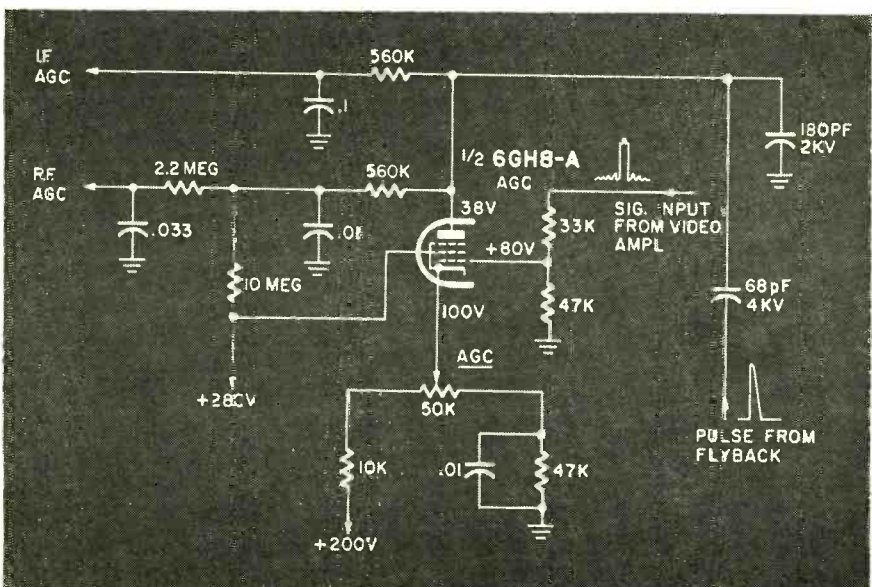 I.F.
AGC
560K
.1
180PF
2KV
2.2 MEG
R.F.
AGC
560K
1/2 6GH8-A
AGC
.033
.01
38V
SIG. INPUT
FROM VIDEO
AMPL
33K
+80V
10 MEG
47K
68pF
4KV
100V
AGC
50K
+280V
PULSE FROM
FLYBACK
10K
.01
47K
+200V